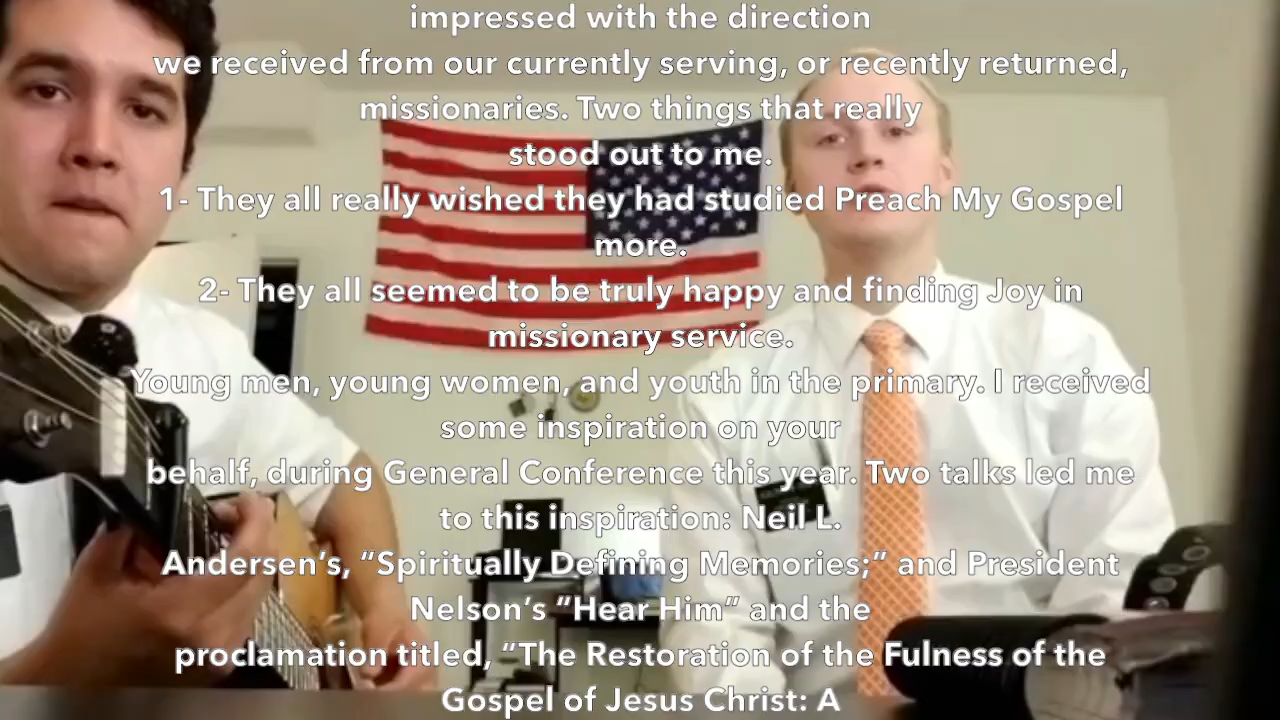 impressed with the direction
we received from our currently serving, or recently returned,
missionaries. Two things that really
stood out to me.
1- They all really wished they had studied Preach My Gospel
more.
2- They all seemed to be truly happy and finding Joy in
missionary service.
Young men, young women, and youth in the primary. I received
some inspiration on your
behalf, during General Conference this year. Two talks led me
to this inspiration: Neil L.
Andersen’s, “Spiritually Defining Memories;” and President
Nelson’s “Hear Him” and the
proclamation titled, “The Restoration of the Fulness of the
Gospel of Jesus Christ: A